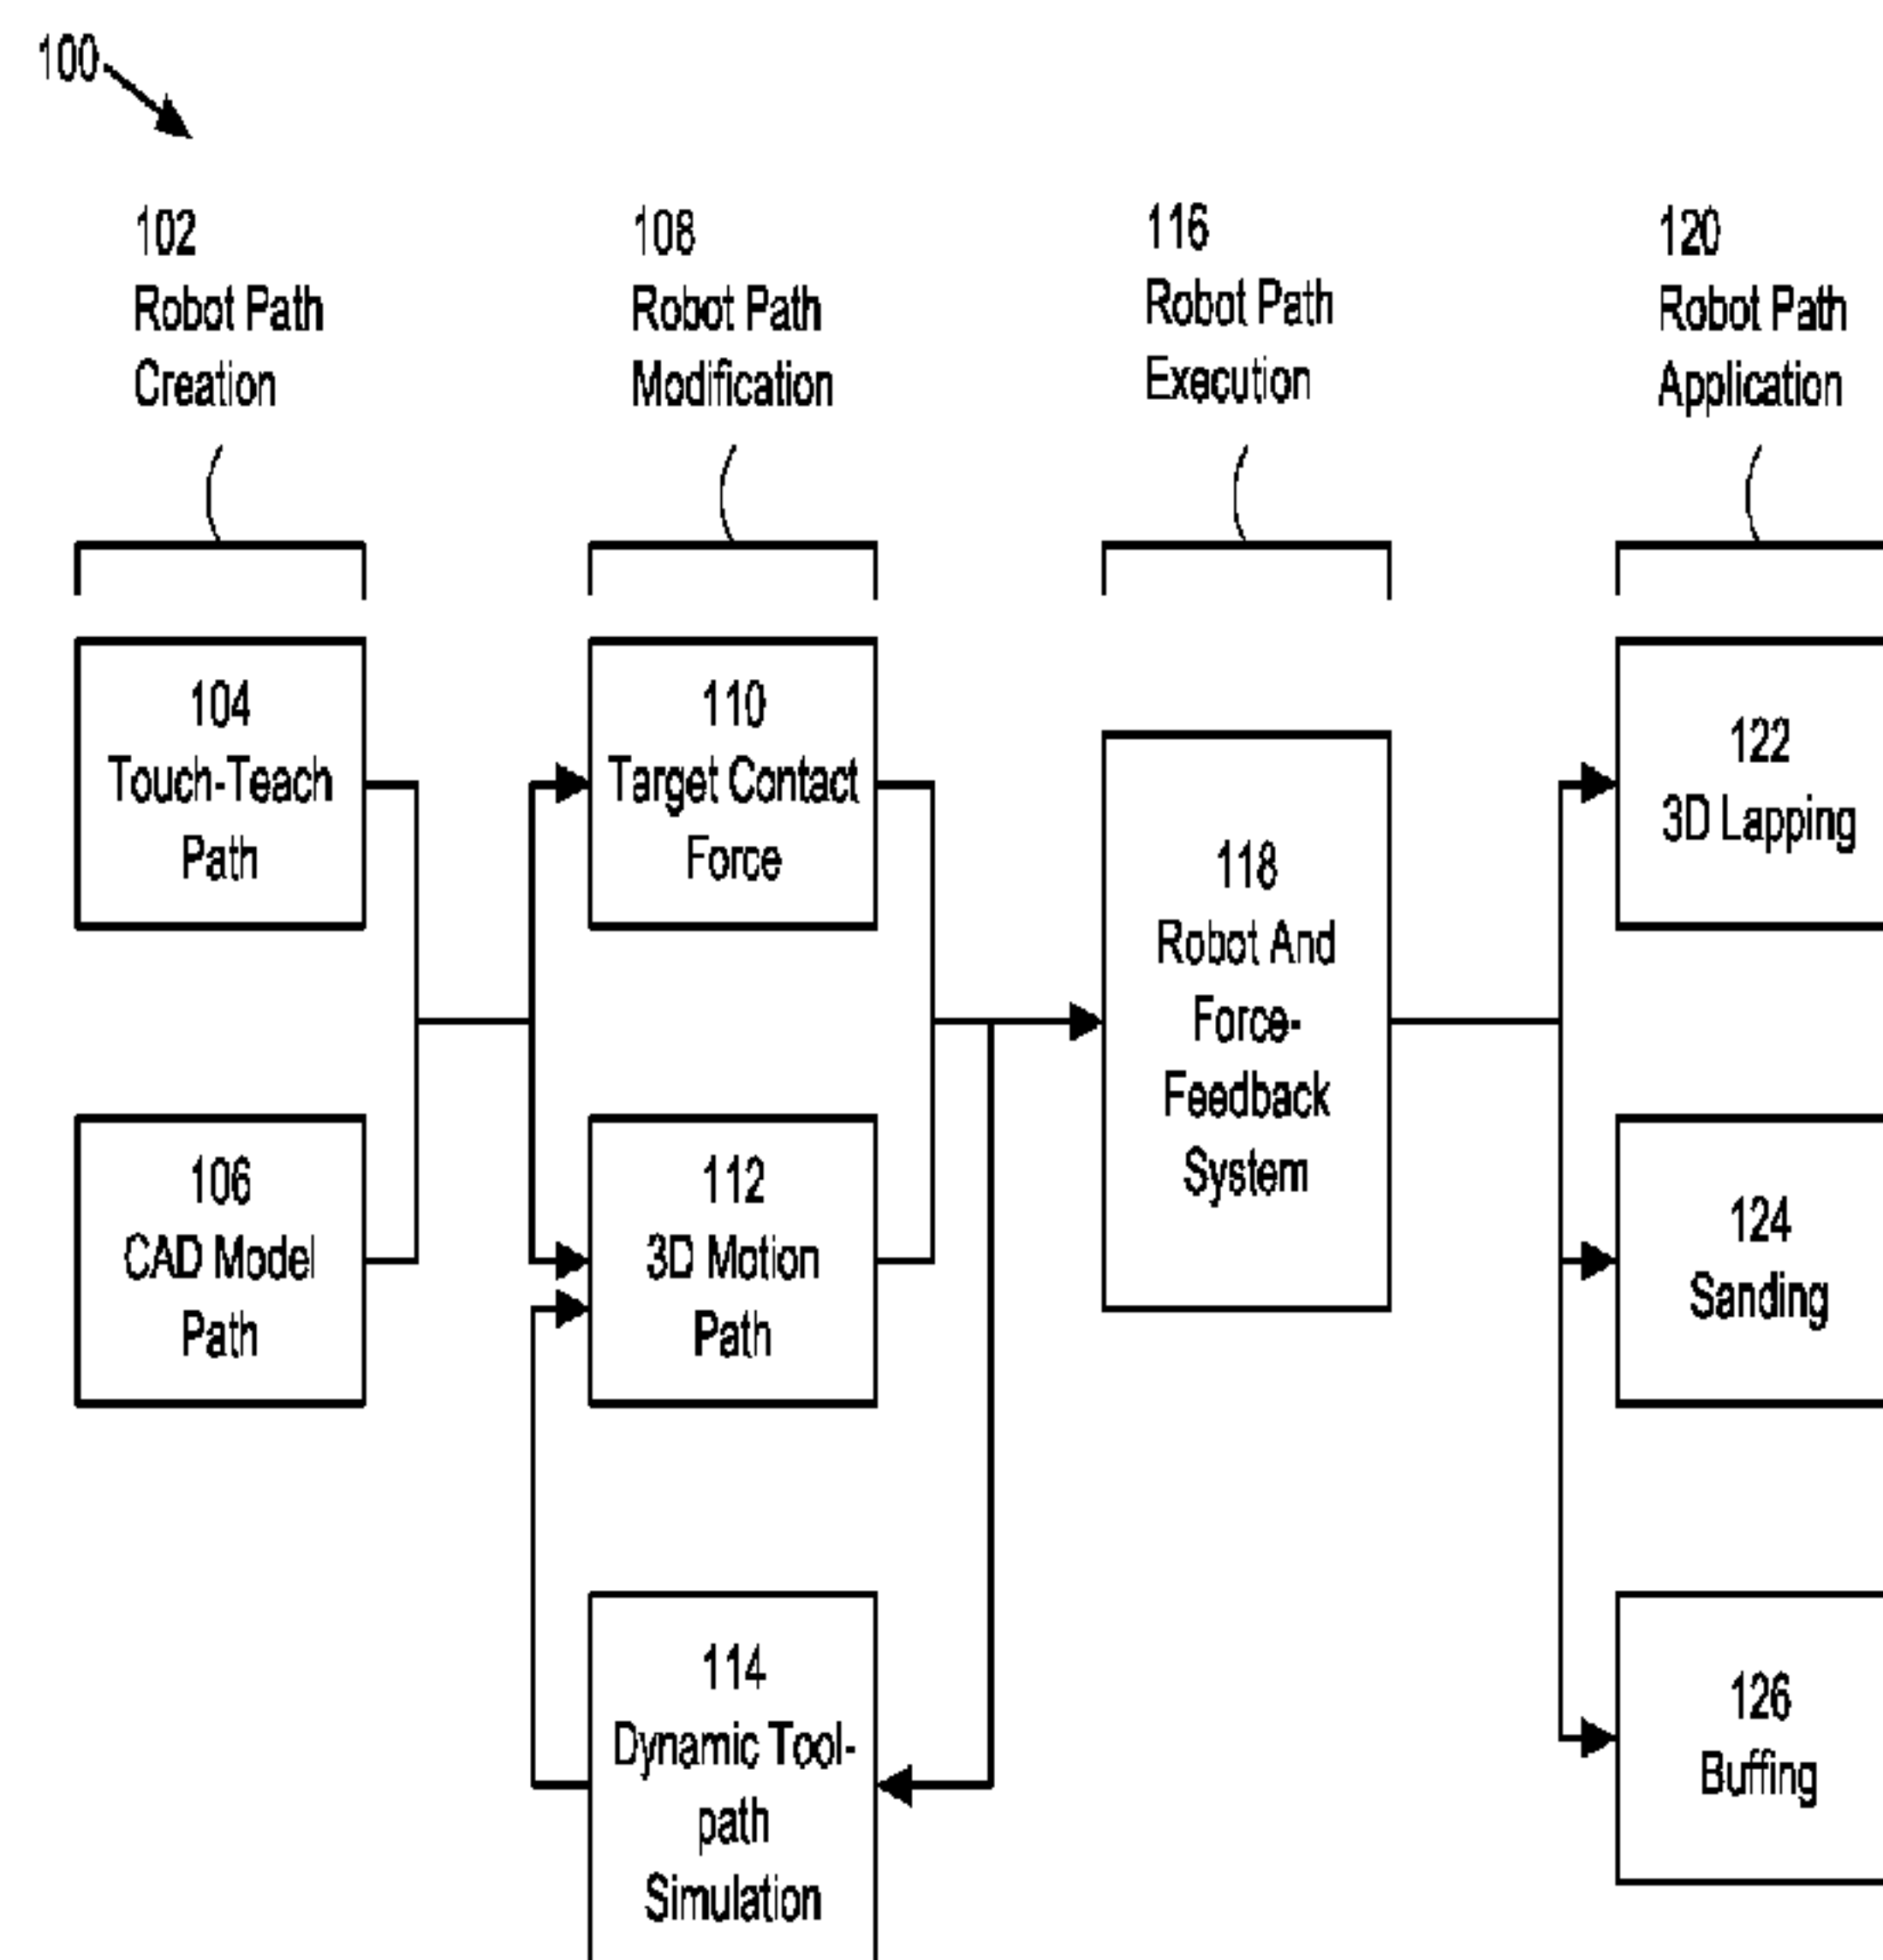 100
102
Robot Path
Creation
108
Robot Path
Modification
116
Robot Path
Execution
120
Robot Path
Application
104
Touch-Teach
Path
106
CAD Model
Path
110
Target Contact
Force
112
3D Motion
Path
114
Dynamic Tool-
path
Simulation
118
Robot And
Force-
Feedback
System
122
3D Lapping
124
Sanding
126
Buffing